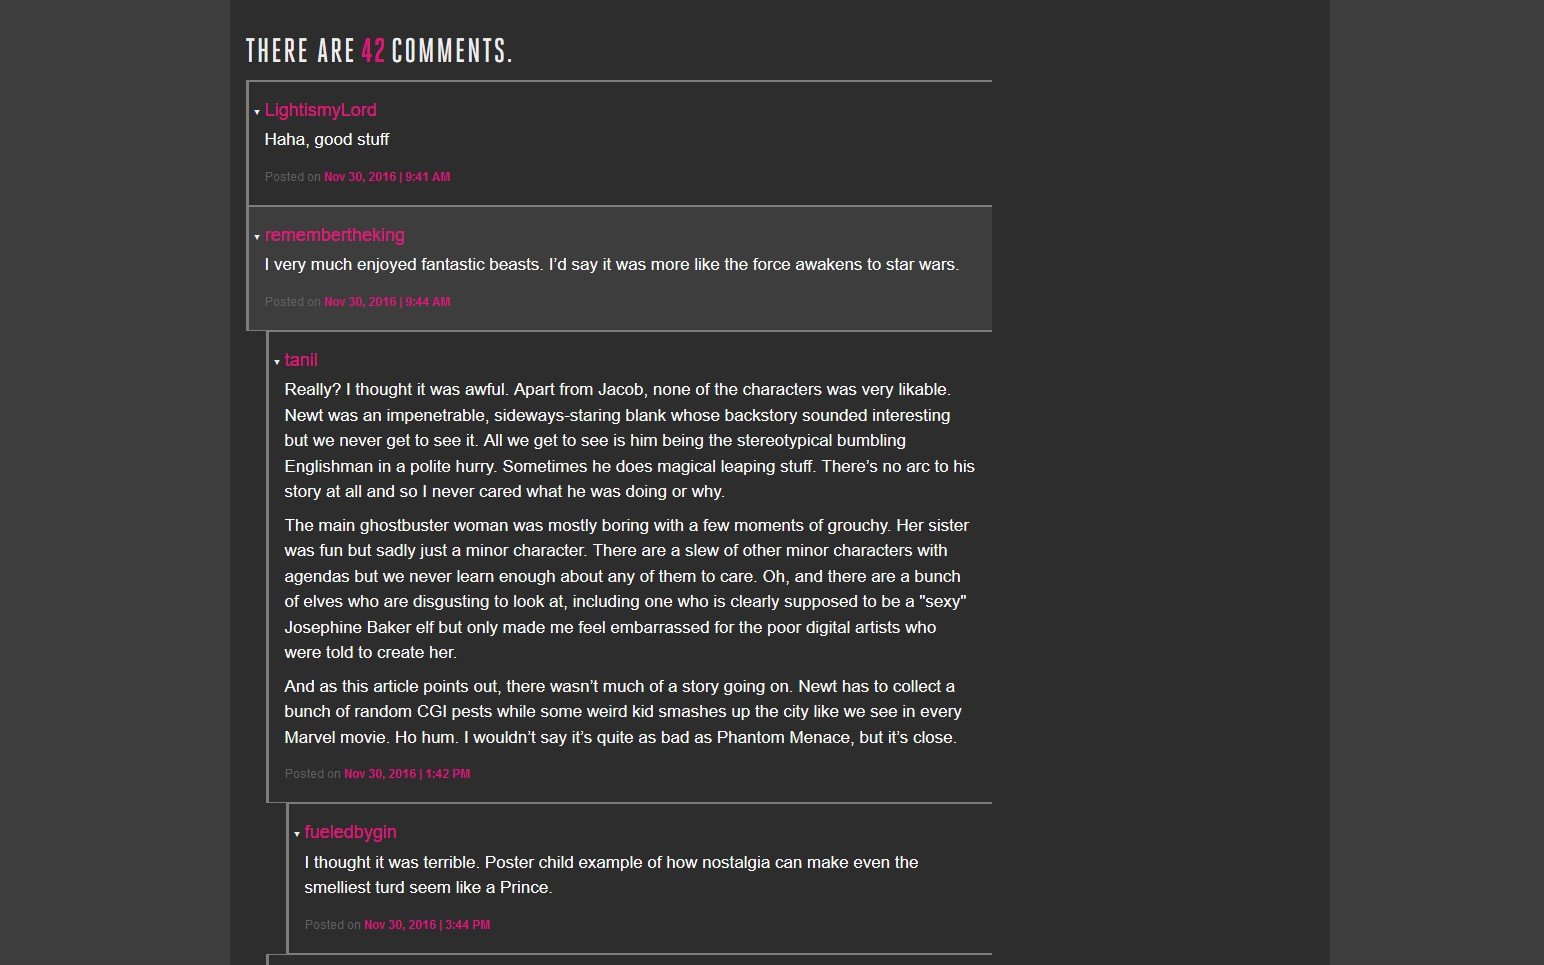 THERE ARE 42 COMMENTS.
LightismyLord
Haha, good stuff
Posted on Nov 30, 2016 | 9:41 AM
remembertheking
I very much enjoyed fantastic beasts. I’d say it was more like the force awakens to star wars.
Posted on Nov 30, 2016 | 9:44 AM
tanil
Really? I thought it was awful. Apart from Jacob, none of the characters was very likable.
Newt was an impenetrable, sideways-staring blank whose backstory sounded interesting
but we never get to see it. All we get to see is him being the stereotypical bumbling
Englishman in a polite hurry. Sometimes he does magical leaping stuff. There’s no arc to his
story at all and so I never cared what he was doing or why.
The main ghostbuster woman was mostly boring with a few moments of grouchy. Her sister
was fun but sadly just a minor character. There are a slew of other minor characters with
agendas but we never learn enough about any of them to care. Oh, and there are a bunch
of elves who are disgusting to look at, including one who is clearly supposed to be a "sexy"
Josephine Baker elf but only made me feel embarrassed for the poor digital artists who
were told to create her.
And as this article points out, there wasn’t much of a story going on. Newt has to collect a
bunch of random CGI pests while some weird kid smashes up the city like we see in every
Marvel movie. Ho hum. I wouldn’t say it’s quite as bad as Phantom Menace, but it’s close.
Posted on Nov 30, 2016 | 1:42 PM
fueledbygin
I thought it was terrible. Poster child example of how nostalgia can make even the
smelliest turd seem like a Prince.
Posted on Nov 30, 2016 | 3:44 PM